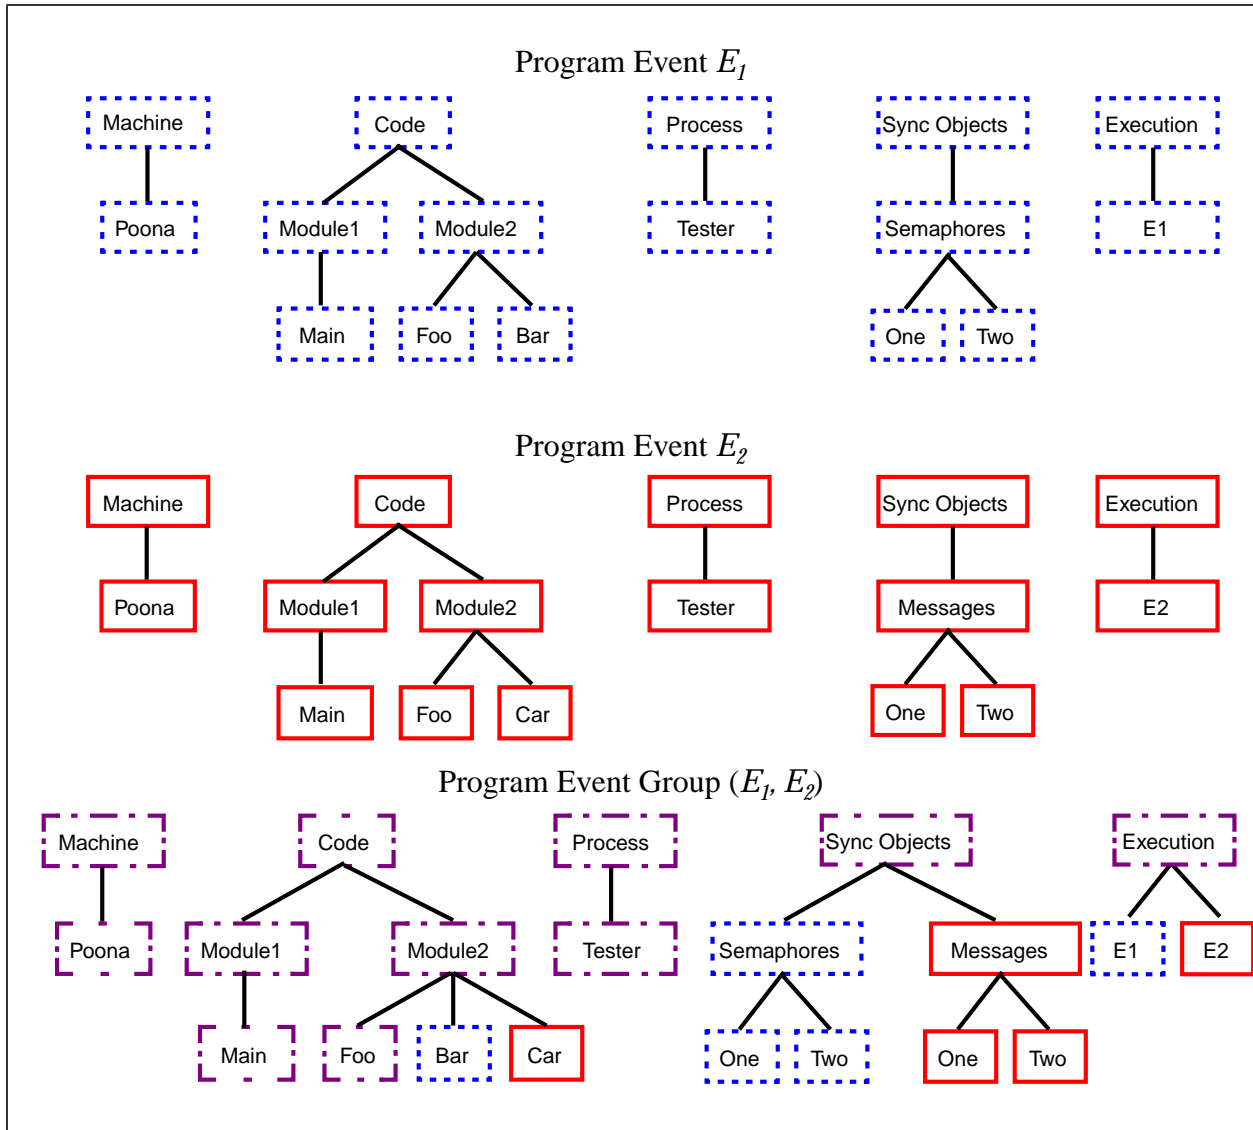 Program Event E1
Machine Code Process Sync Objects Execution
Poona Module1 Module2 Tester Semaphores E1
Main Foo Bar One Two
Program Event E2
Machine Code Process Sync Objects Execution
Poona Module1 Module2 Tester Messages E2
Main Foo Car One Two
Program Event Group (E1, E2)
Machine Code Process Sync Objects Execution
Poona Module1 Module2 Tester Semaphores Messages E1 E2
Main Foo Bar Car One Two One Two